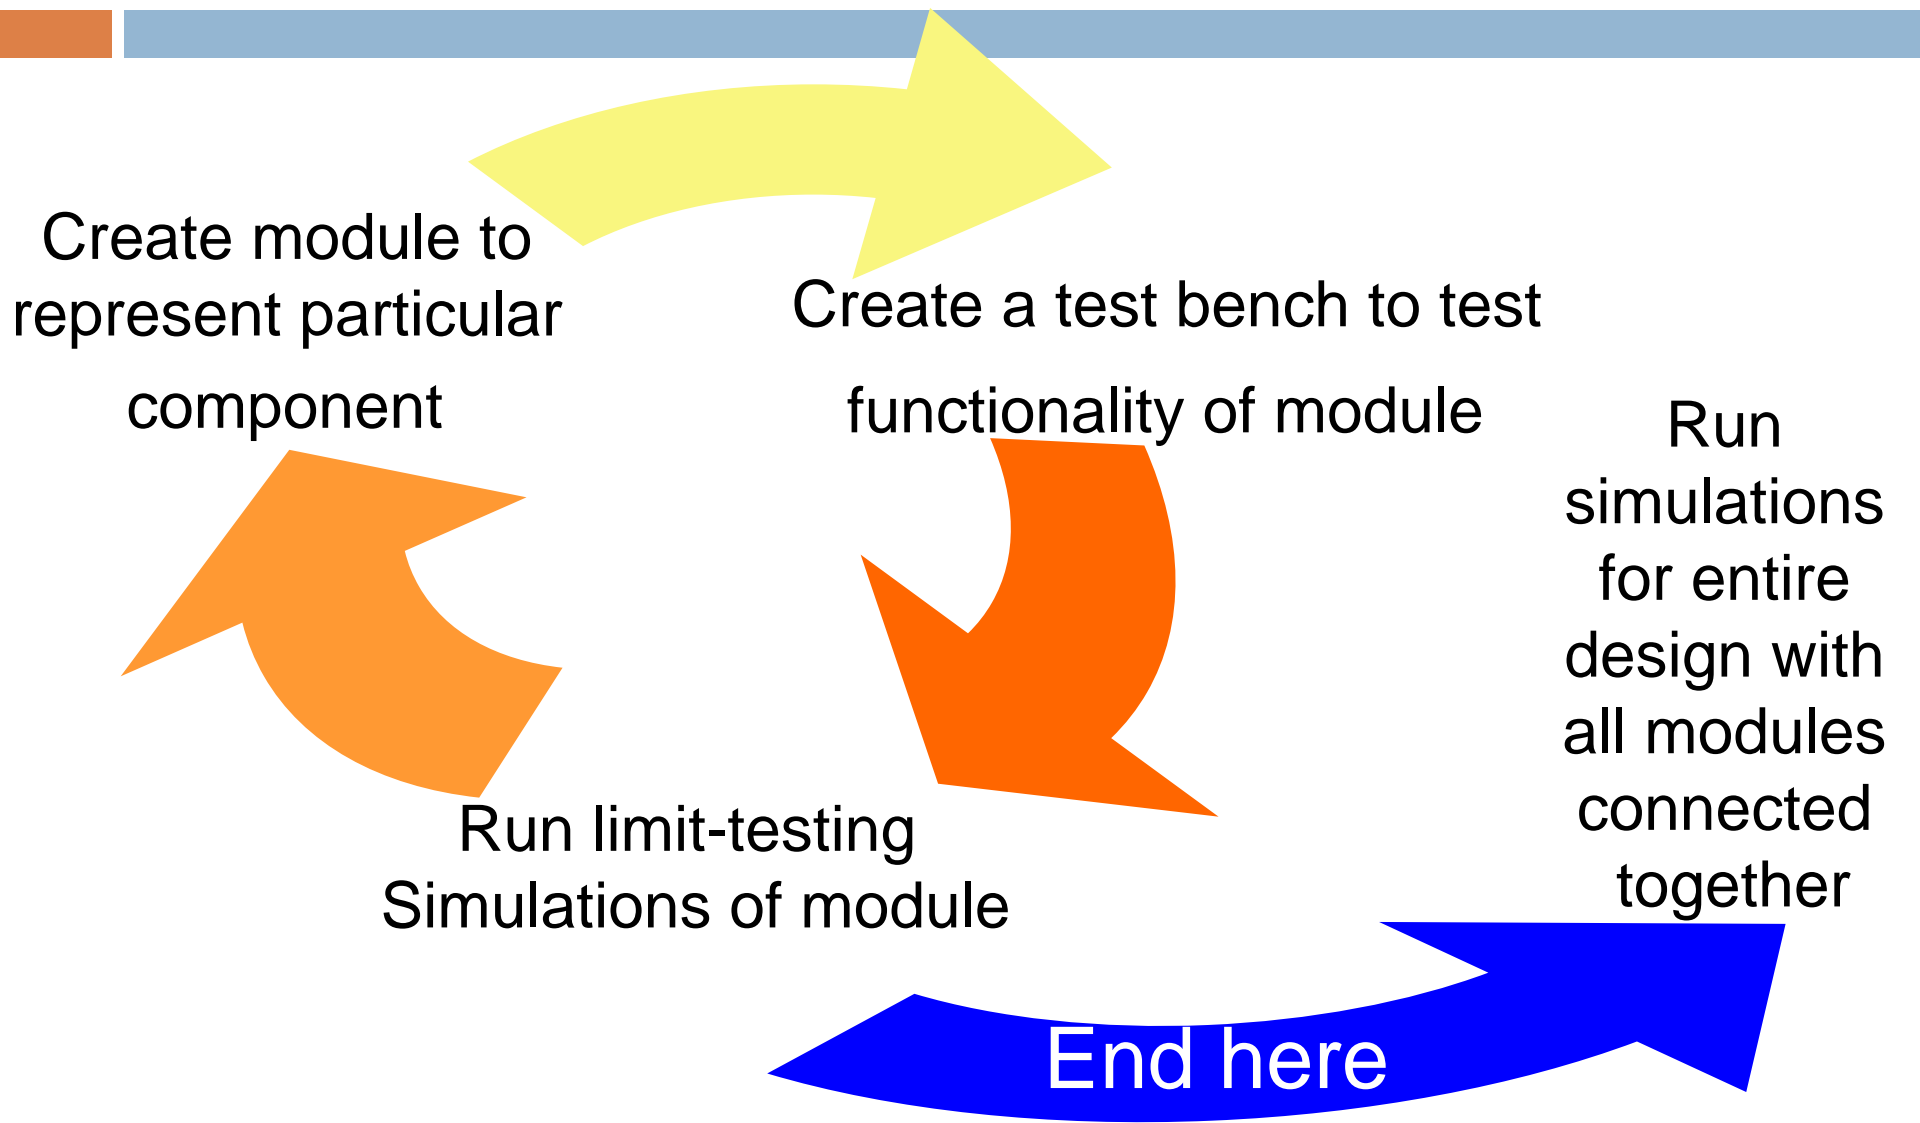 Create module to
represent particular
component
Create a test bench to test
functionality of module
Run limit-testing
Simulations of module
Run
simulations
for entire
design with
all modules
connected
together
End here